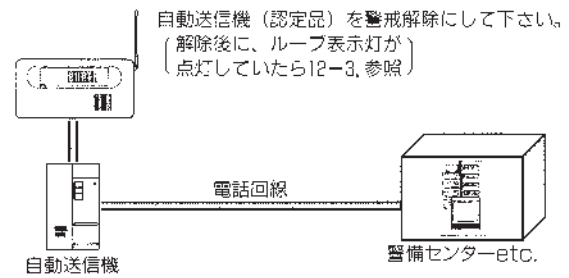 自動送信機（認定品）を警戒解除にして下さい。
（解除後に、ループ表示灯が
点灯していたら12−3.参照）
電話回線
自動送信機
警備センターetc.